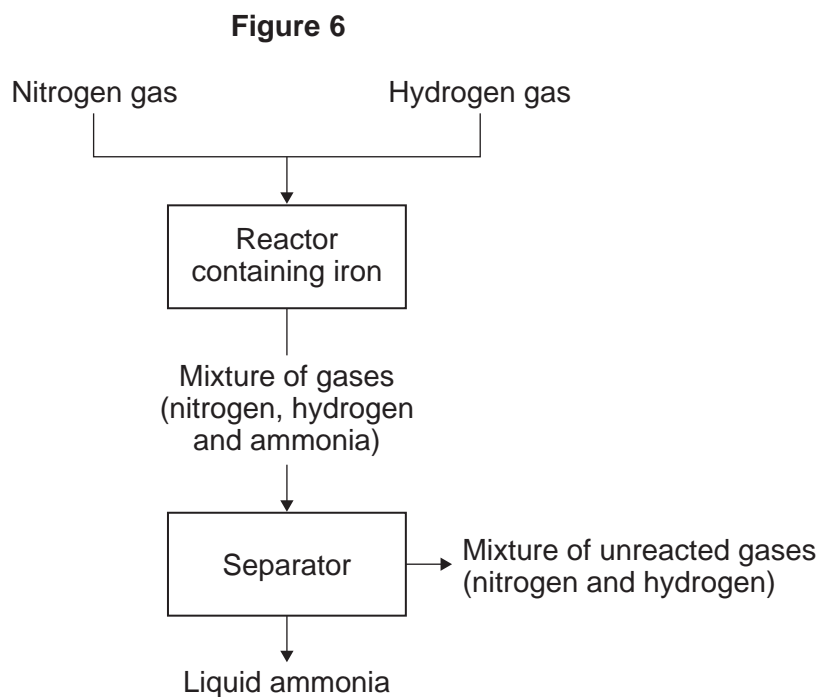 Figure 6
Nitrogen gas
Hydrogen gas
Reactor
containing iron
Mixture of gases
(nitrogen, hydrogen
and ammonia)
Separator
Mixture of unreacted gases
(nitrogen and hydrogen)
Liquid ammonia